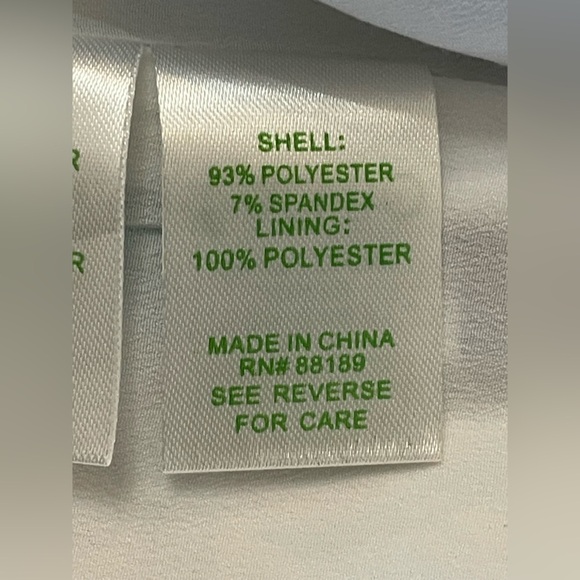 SHELL:
93% POLYESTER
7% SPANDEX
LINING:
100% POLYESTER
MADE IN CHINA
RN# 88189
SEE REVERSE
FOR CARE